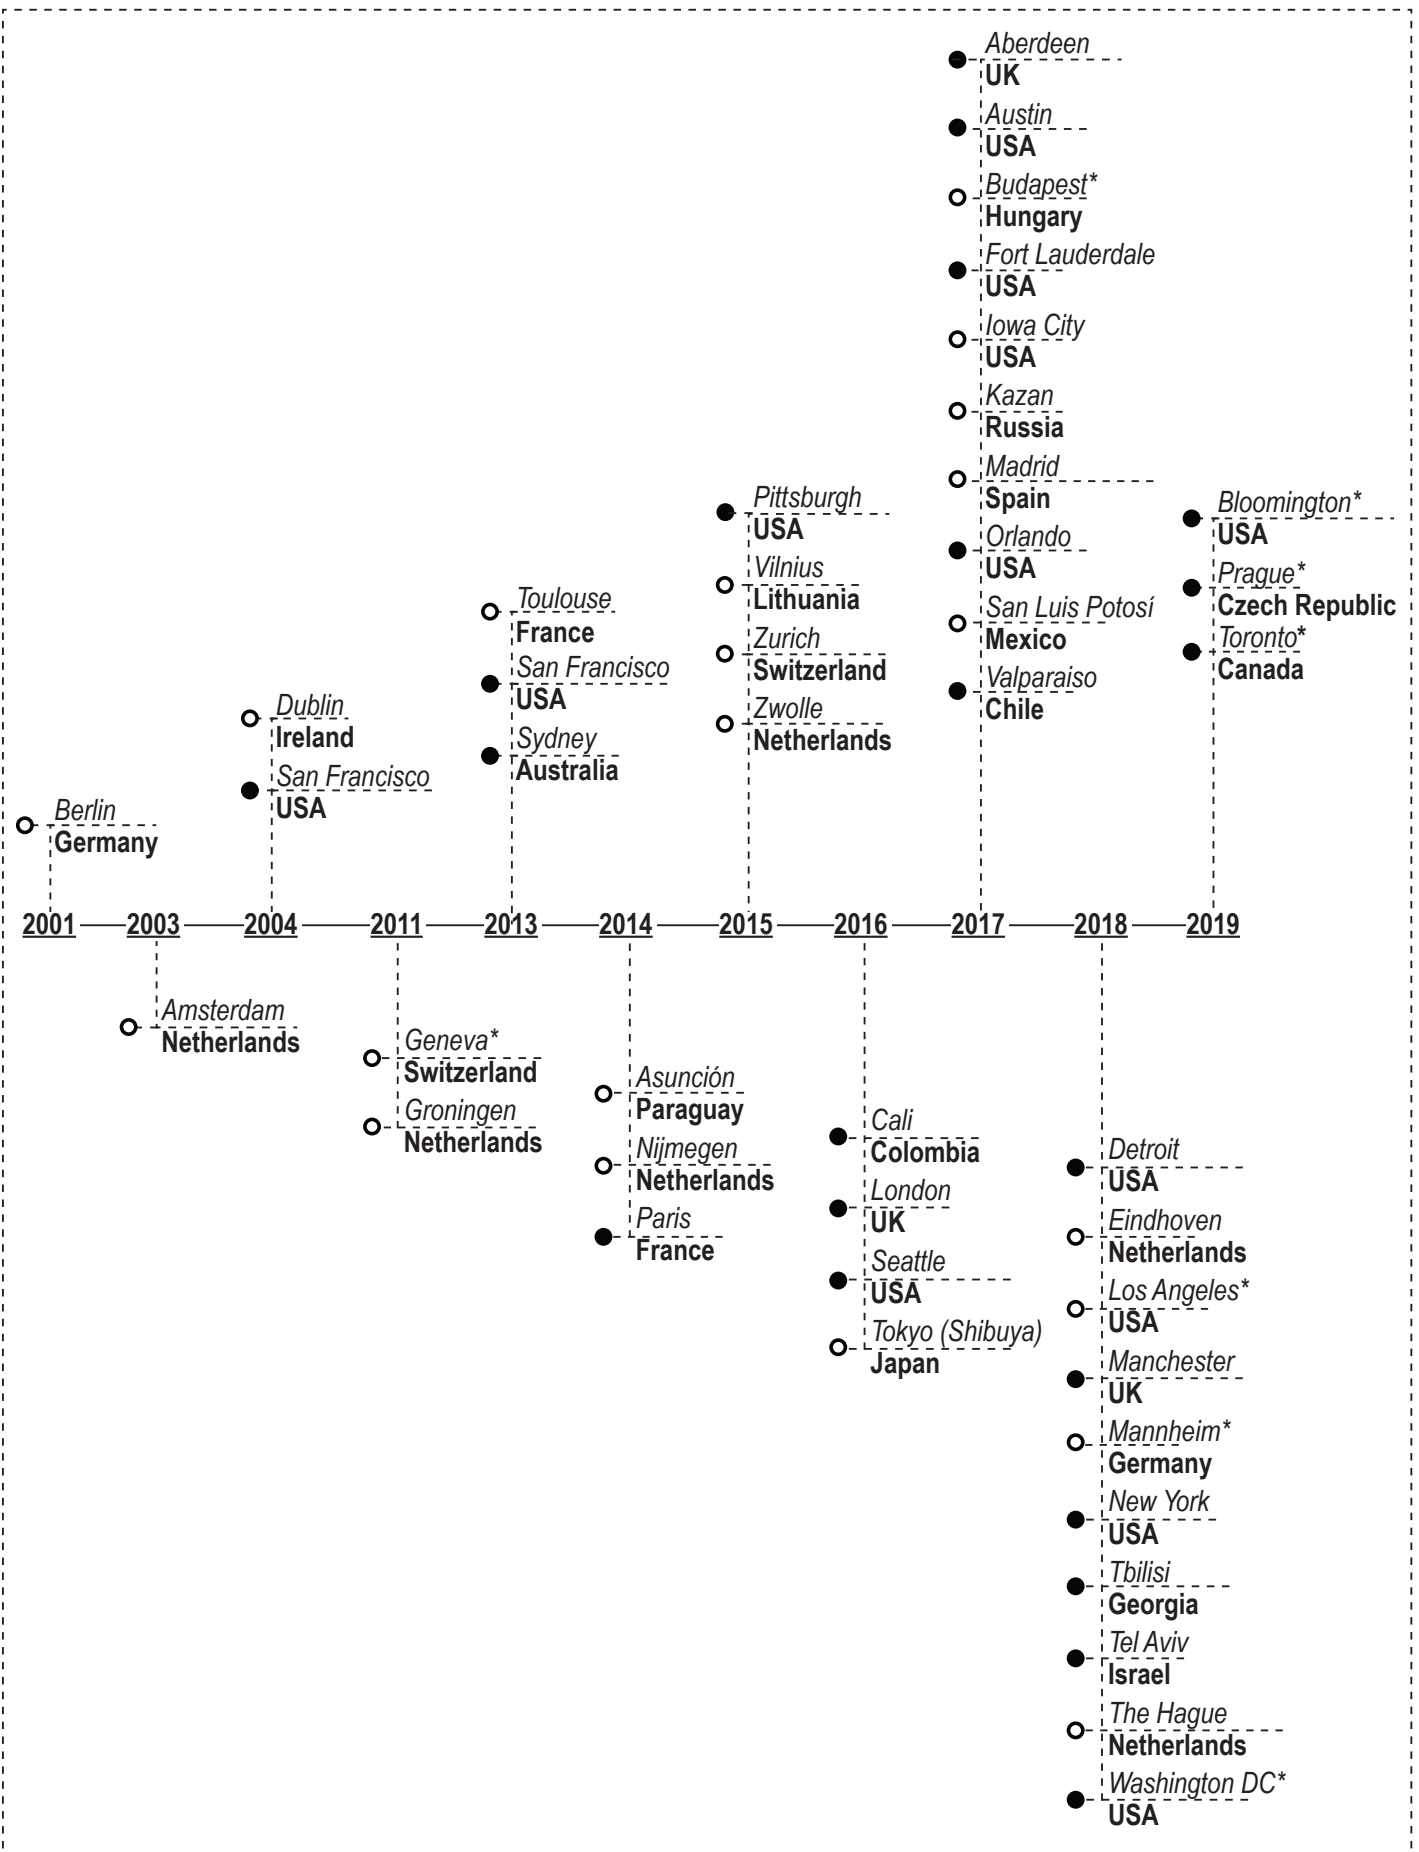 Aberdeen
UK
Austin
USA
Budapest*
Hungary
Fort Lauderdale
USA
Iowa City
USA
Kazan
Russia
Madrid
Spain
Orlando
USA
San Luis Potosí
Mexico
Valparaiso
Chile
Pittsburgh
USA
Vilnius
Lithuania
Zurich
Switzerland
Zwolle
Netherlands
Bloomington*
USA
Prague*
Czech Republic
Toronto*
Canada
Toulouse
France
San Francisco
USA
Sydney
Australia
Dublin
Ireland
San Francisco
USA
Berlin
Germany
2001 2003 2004 2011 2013 2014 2015 2016 2017 2018 2019
Amsterdam
Netherlands
Geneva*
Switzerland
Groningen
Netherlands
Asunción
Paraguay
Nijmegen
Netherlands
Paris
France
Cali
Colombia
London
UK
Seattle
USA
Tokyo (Shibuya)
Japan
Detroit
USA
Eindhoven
Netherlands
Los Angeles*
USA
Manchester
UK
Mannheim*
Germany
New York
USA
Tbilisi
Georgia
Tel Aviv
Israel
The Hague
Netherlands
Washington DC*
USA